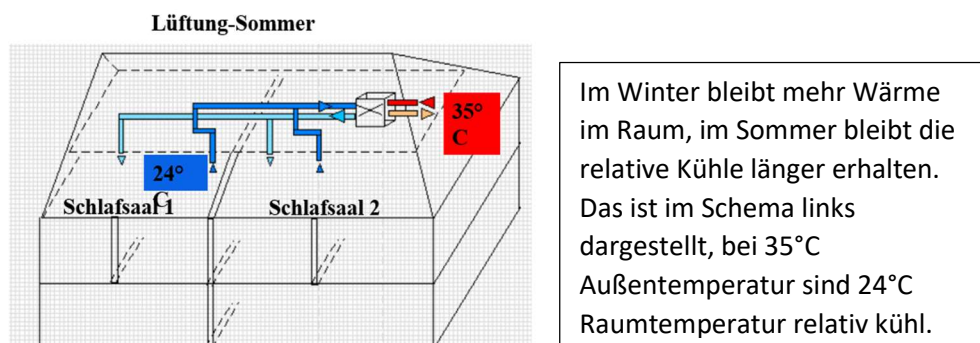 Lüftung-Sommer
35°
C
24°
C
Schlafsaal 1
Schlafsaal 2
Im Winter bleibt mehr Wärme
im Raum, im Sommer bleibt die
relative Kühle länger erhalten.
Das ist im Schema links
dargestellt, bei 35°C
Außentemperatur sind 24°C
Raumtemperatur relativ kühl.